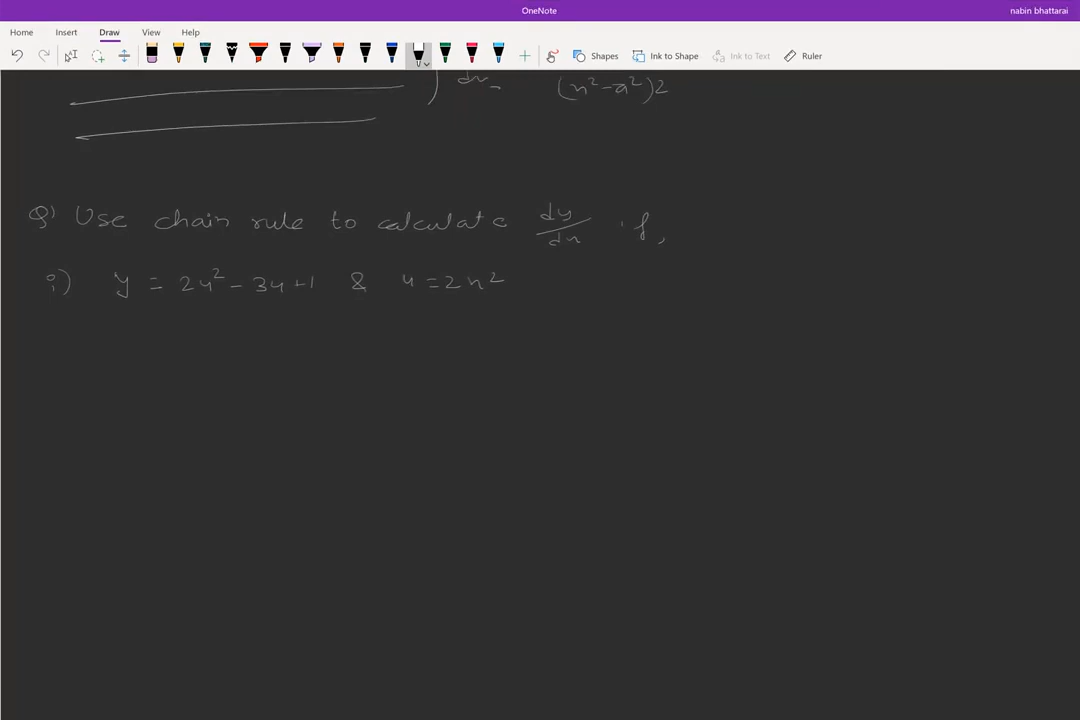 OneNote
nabin bhattarai
Home Insert Draw View Help
Shapes Ink to Shape Ink to Text Ruler
) dx (x²-a²)2
Q) Use chain rule to calculate dy/dx if,
i) y = 2u² - 3u + 1 & u = 2x²